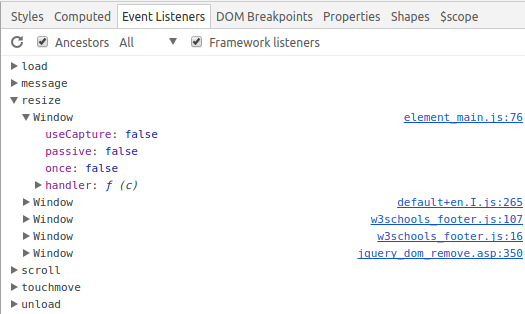 Styles Computed Event Listeners DOM Breakpoints Properties Shapes $scope
Ancestors All Framework listeners
load
message
resize
Window element_main.js:76
useCapture: false
passive: false
once: false
handler: ƒ (c)
Window default+en.I.js:265
Window w3schools_footer.js:107
Window w3schools_footer.js:16
Window jquery_dom_remove.asp:350
scroll
touchmove
unload